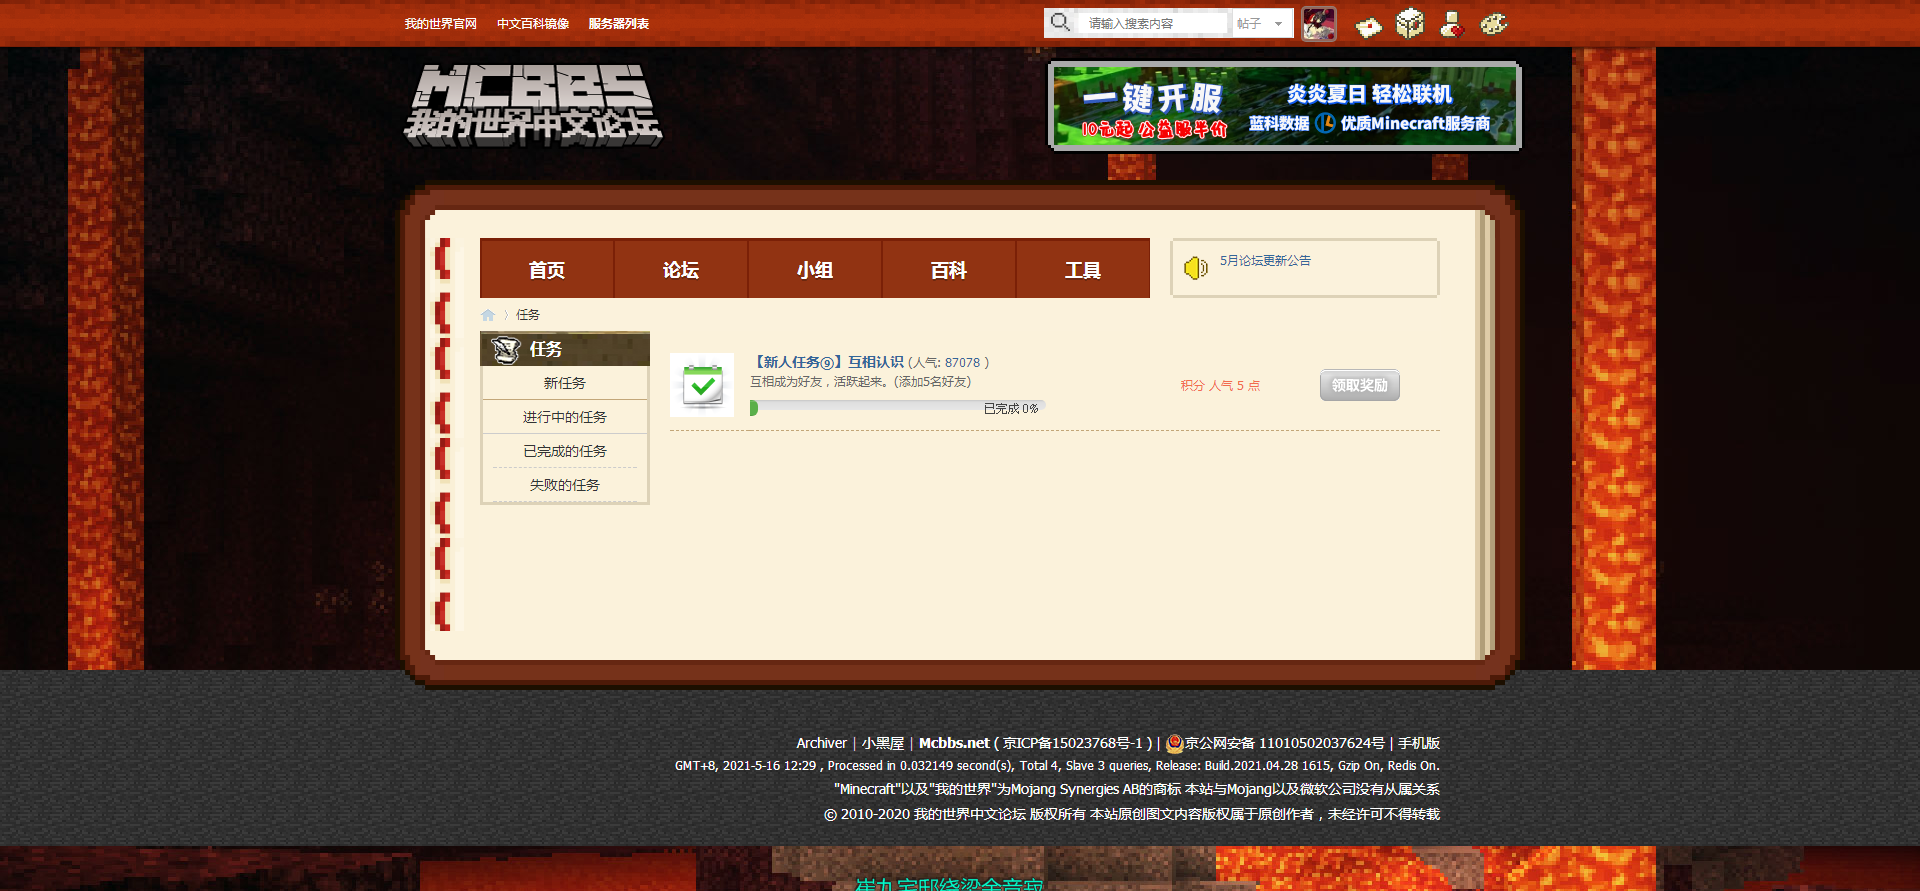 我的世界官网 中文百科镜像 服务器列表
请输入搜索内容 帖子
MCBBS
我的世界中文论坛
一键开服
10元起 公益服半价
炎炎夏日 轻松联机
蓝科数据 优质Minecraft服务商
首页 论坛 小组 百科 工具
5月论坛更新公告
任务
任务
新任务
进行中的任务
已完成的任务
失败的任务
【新人任务⑨】互相认识 (人气: 87078 )
互相成为好友，活跃起来。(添加5名好友)
已完成 0%
积分 人气 5 点
领取奖励
Archiver | 小黑屋 | Mcbbs.net ( 京ICP备15023768号-1 ) | 京公网安备 11010502037624号 | 手机版
GMT+8, 2021-5-16 12:29 , Processed in 0.032149 second(s), Total 4, Slave 3 queries, Release: Build.2021.04.28 1615, Gzip On, Redis On.
"Minecraft"以及"我的世界"为Mojang Synergies AB的商标 本站与Mojang以及微软公司没有从属关系
© 2010-2020 我的世界中文论坛 版权所有 本站原创图文内容版权属于原创作者，未经许可不得转载